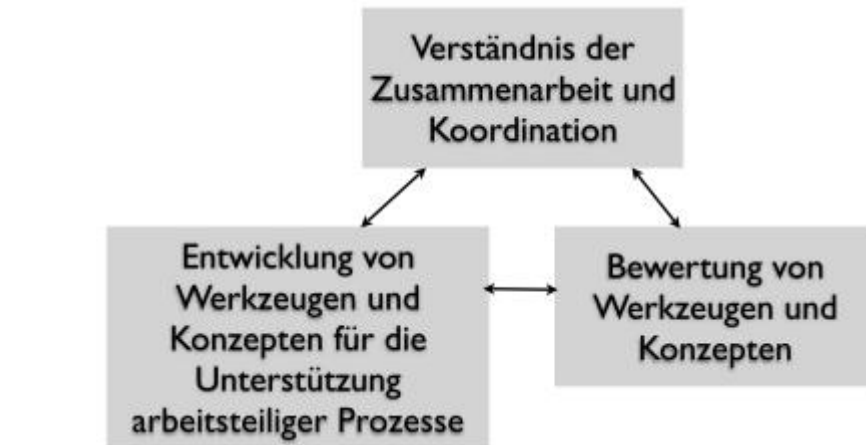 Verständnis der
Zusammenarbeit und
Koordination
Entwicklung von
Werkzeugen und
Konzepten für die
Unterstützung
arbeitsteiliger Prozesse
Bewertung von
Werkzeugen und
Konzepten